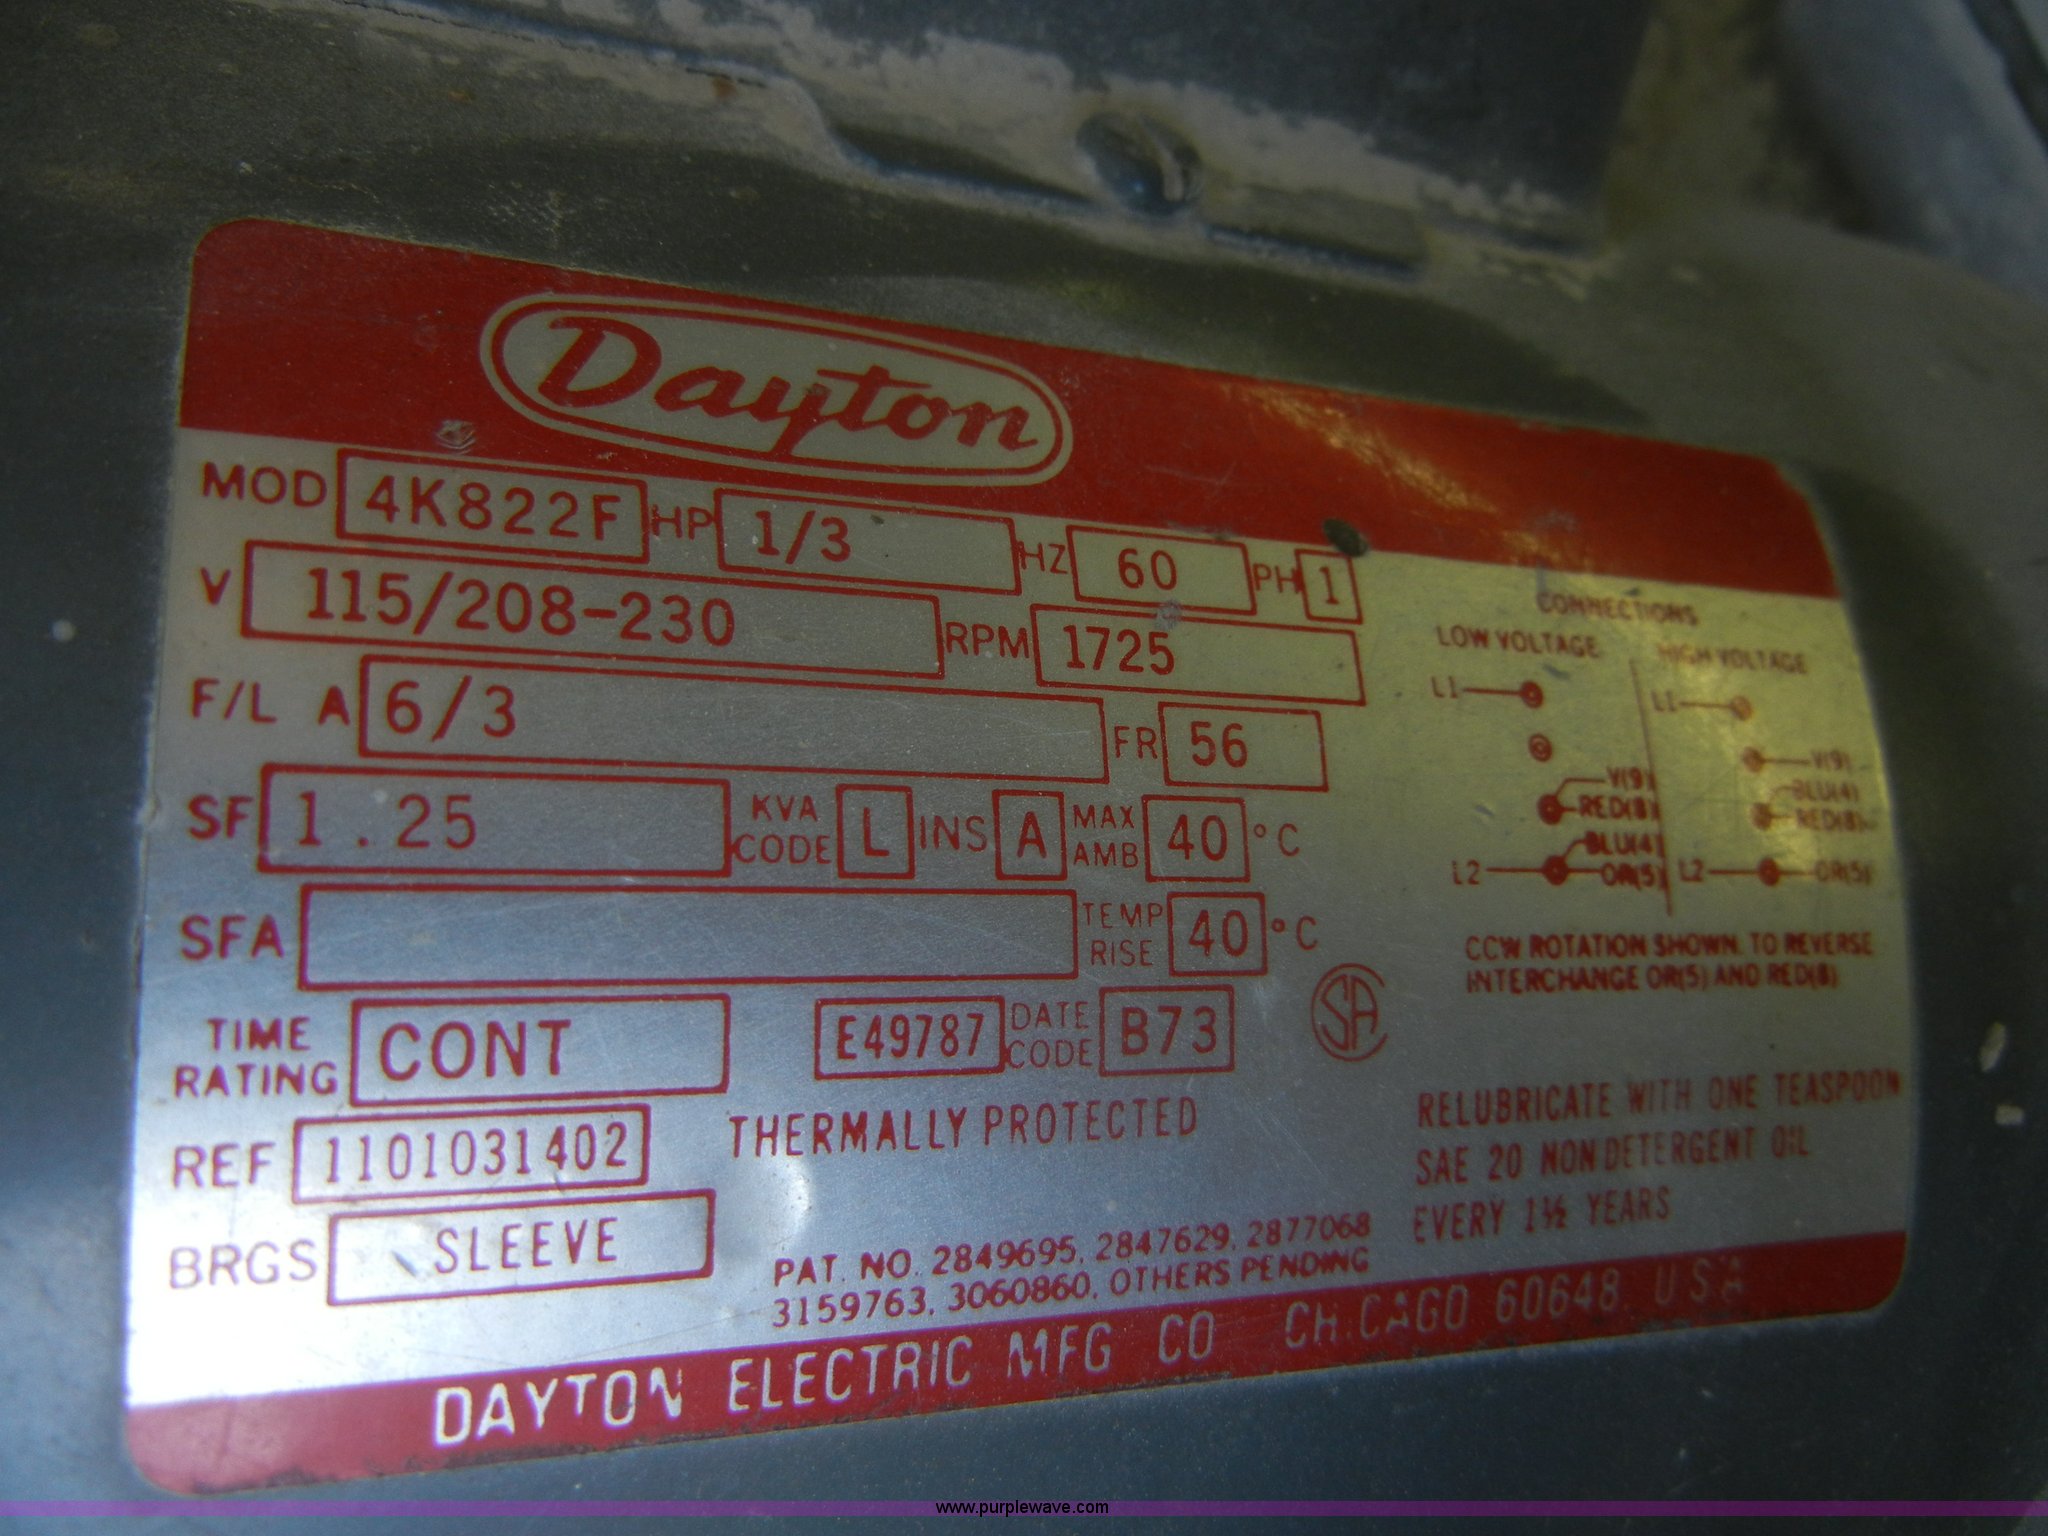 Dayton
MOD 4K822F HP 1/3 HZ 60 PH 1
V 115/208-230 RPM 1725
F/L A 6/3 FR 56
SF 1.25 KVA CODE L INS A MAX AMB 40 °C
SFA TEMP RISE 40 °C
TIME RATING CONT E49787 DATE CODE B73
SA
REF 1101031402 THERMALLY PROTECTED
BRGS SLEEVE
PAT. NO. 2849695, 2847629, 2877068
3159763, 3060860, OTHERS PENDING
CONNECTIONS
LOW VOLTAGE HIGH VOLTAGE
L1 L1
V(9) V(9)
RED(8) BLU(4)
BLU(4) RED(8)
L2 OR(5) L2 OR(5)
CCW ROTATION SHOWN. TO REVERSE
INTERCHANGE OR(5) AND RED(8)
RELUBRICATE WITH ONE TEASPOON
SAE 20 NON DETERGENT OIL
EVERY 1½ YEARS
DAYTON ELECTRIC MFG CO CHICAGO 60648 U S A
www.purplewave.com